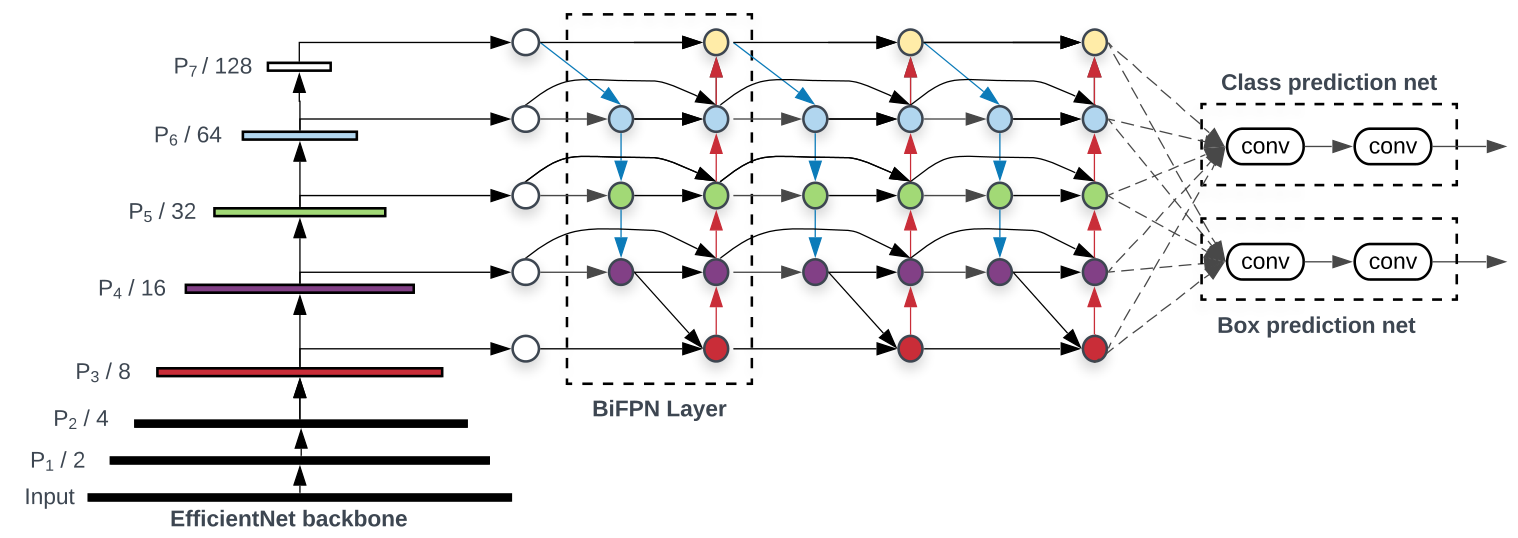 P7 / 128
P6 / 64
P5 / 32
P4 / 16
P3 / 8
P2 / 4
P1 / 2
Input
EfficientNet backbone
BiFPN Layer
Class prediction net
conv
conv
conv
conv
Box prediction net